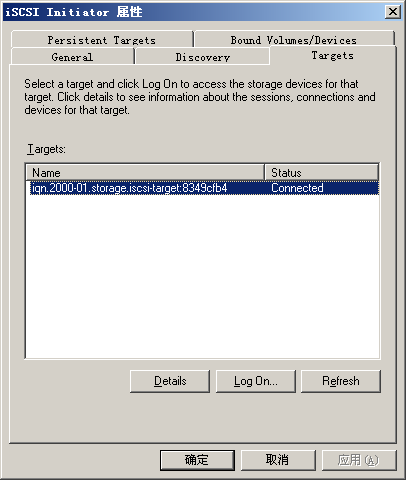 iSCSI Initiator 属性
Persistent Targets
Bound Volumes/Devices
General
Discovery
Targets
Select a target and click Log On to access the storage devices for that
target. Click details to see information about the sessions, connections and
devices for that target.
Targets:
Name
Status
iqn.2000-01.storage.iscsi-target:8349cfb4
Connected
Details
Log On...
Refresh
确定
取消
应用(A)